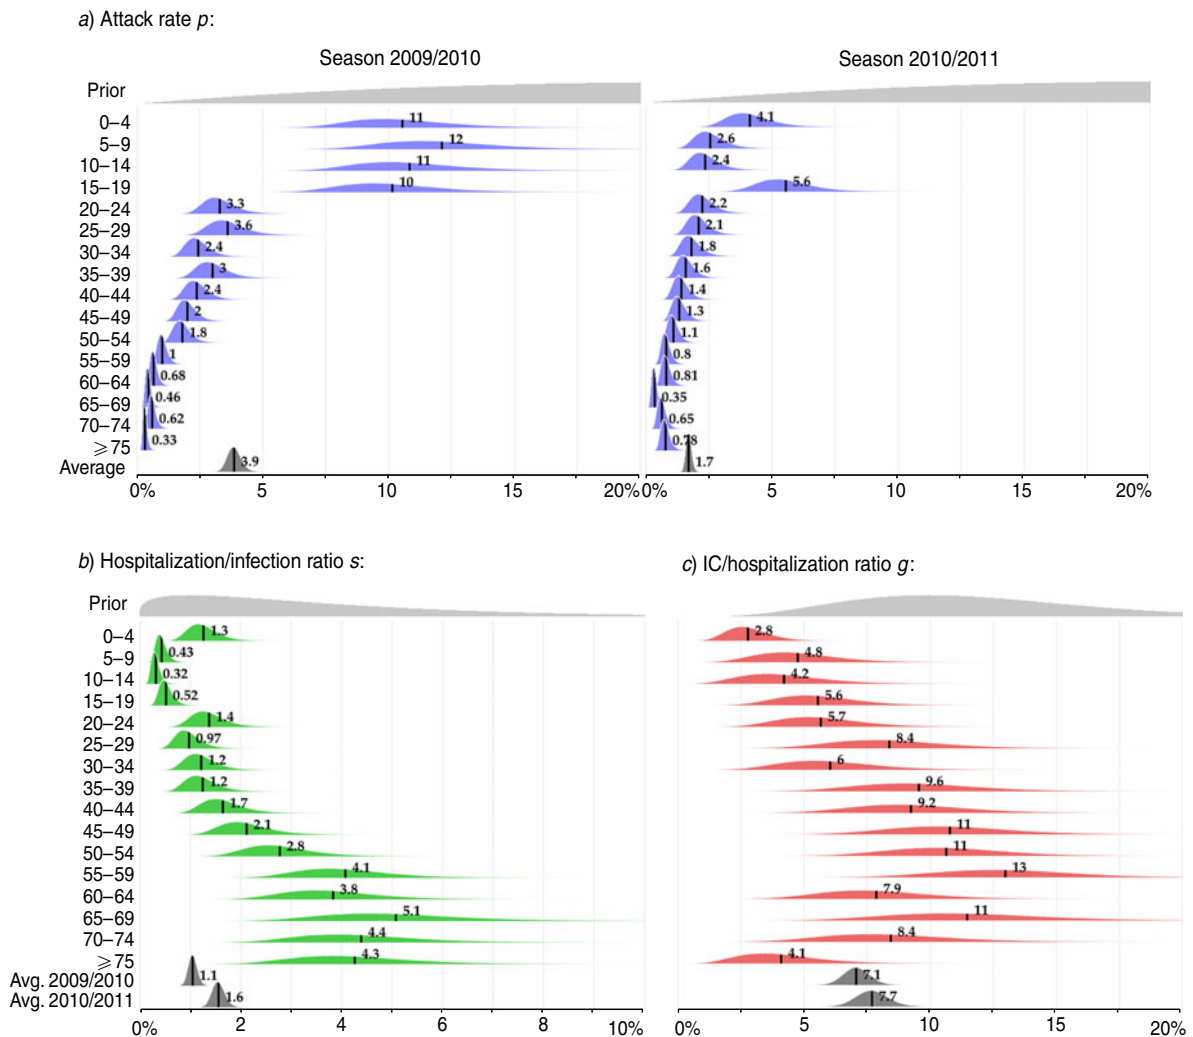 a) Attack rate p:
Season 2009/2010
Season 2010/2011
Prior
0–4 11 4.1
5–9 12 2.6
10–14 11 2.4
15–19 10 5.6
20–24 3.3 2.2
25–29 3.6 2.1
30–34 2.4 1.8
35–39 3 1.6
40–44 2.4 1.4
45–49 2 1.3
50–54 1.8 1.1
55–59 1 0.8
60–64 0.68 0.81
65–69 0.46 0.35
70–74 0.62 0.65
⩾75 0.33 0.78
Average 3.9 1.7
0% 5 10 15 20% 0% 5 10 15 20%
b) Hospitalization/infection ratio s:
c) IC/hospitalization ratio g:
Prior
0–4 1.3 2.8
5–9 0.43 4.8
10–14 0.32 4.2
15–19 0.52 5.6
20–24 1.4 5.7
25–29 0.97 8.4
30–34 1.2 6
35–39 1.2 9.6
40–44 1.7 9.2
45–49 2.1 11
50–54 2.8 11
55–59 4.1 13
60–64 3.8 7.9
65–69 5.1 11
70–74 4.4 8.4
⩾75 4.3 4.1
Avg. 2009/2010 1.1 7.1
Avg. 2010/2011 1.6 7.7
0% 2 4 6 8 10% 0% 5 10 15 20%